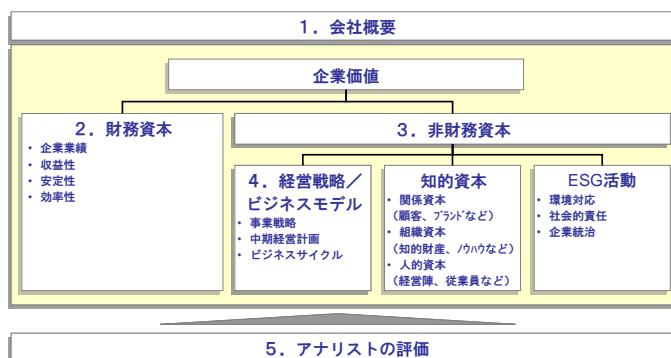 1．会社概要
企業価値
2．財務資本
・ 企業業績
・ 収益性
・ 安定性
・ 効率性
3．非財務資本
4．経営戦略／
ビジネスモデル
・ 事業戦略
・ 中期経営計画
・ ビジネスサイクル
知的資本
・ 関係資本
（顧客、ﾌﾞﾗﾝﾄﾞなど）
・ 組織資本
（知的財産、ﾉｳﾊｳなど）
・ 人的資本
（経営陣、従業員など）
ESG活動
・ 環境対応
・ 社会的責任
・ 企業統治
5．アナリストの評価